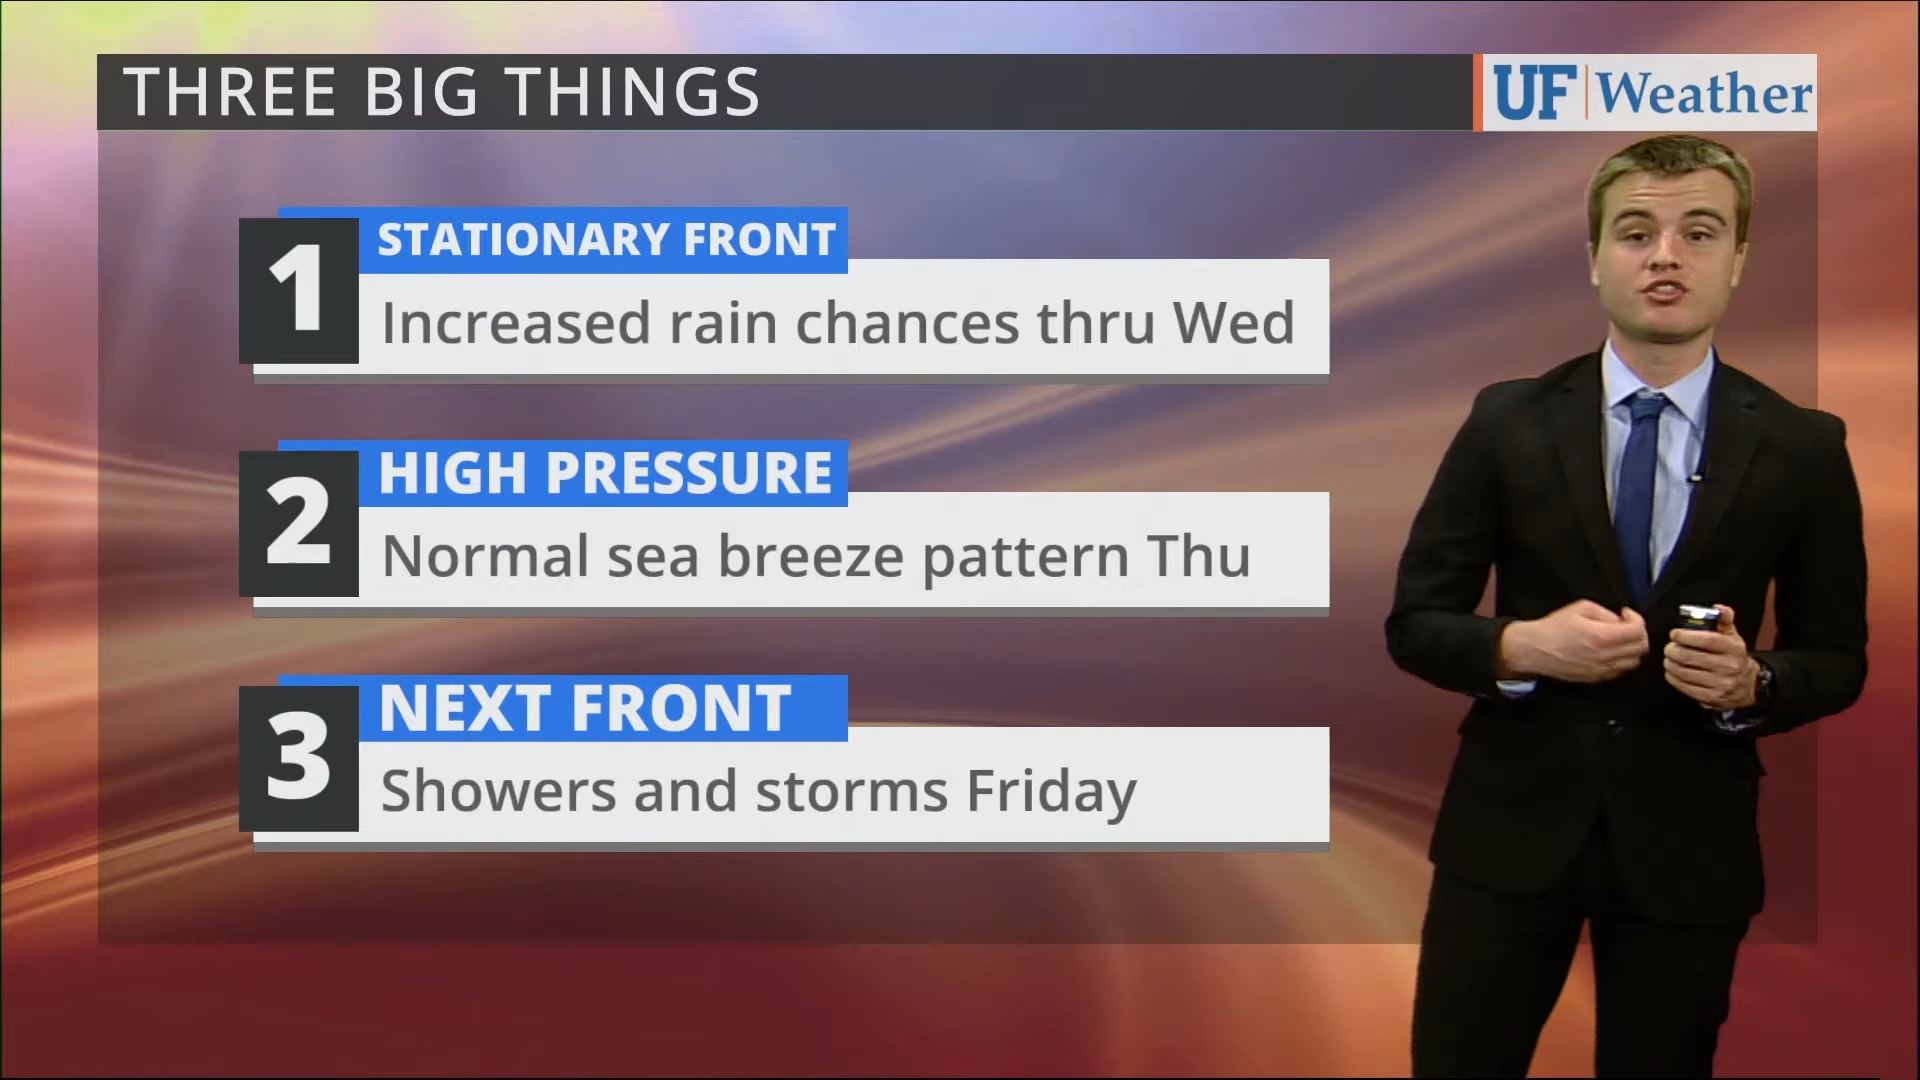 THREE BIG THINGS
UF Weather
1
STATIONARY FRONT
Increased rain chances thru Wed
2
HIGH PRESSURE
Normal sea breeze pattern Thu
3
NEXT FRONT
Showers and storms Friday